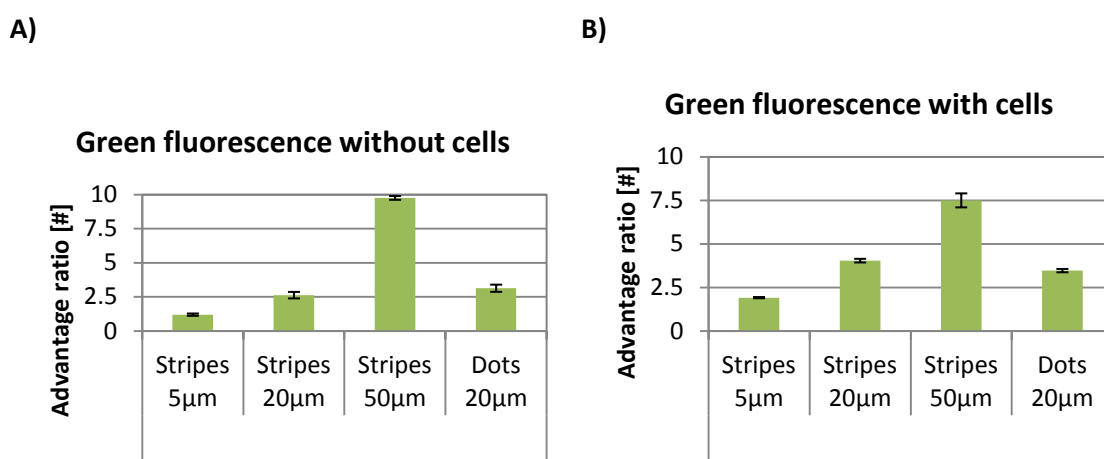 A)
B)
Green fluorescence without cells
Green fluorescence with cells
Advantage ratio [#]
10
7.5
5
2.5
0
Stripes 5µm
Stripes 20µm
Stripes 50µm
Dots 20µm
Advantage ratio [#]
10
7.5
5
2.5
0
Stripes 5µm
Stripes 20µm
Stripes 50µm
Dots 20µm